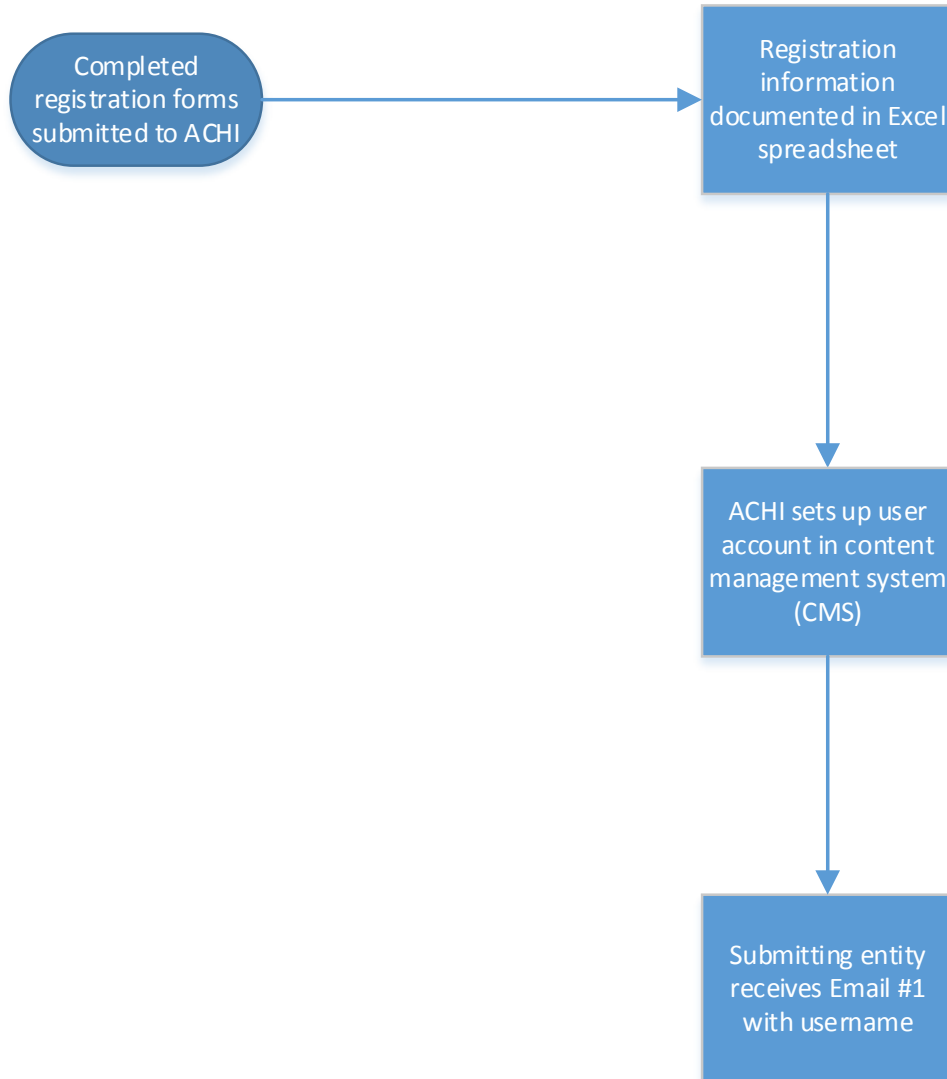 Completed
registration forms
submitted to ACHI
Registration
information
documented in Excel
spreadsheet
ACHI sets up user
account in content
management system
(CMS)
Submitting entity
receives Email #1
with username